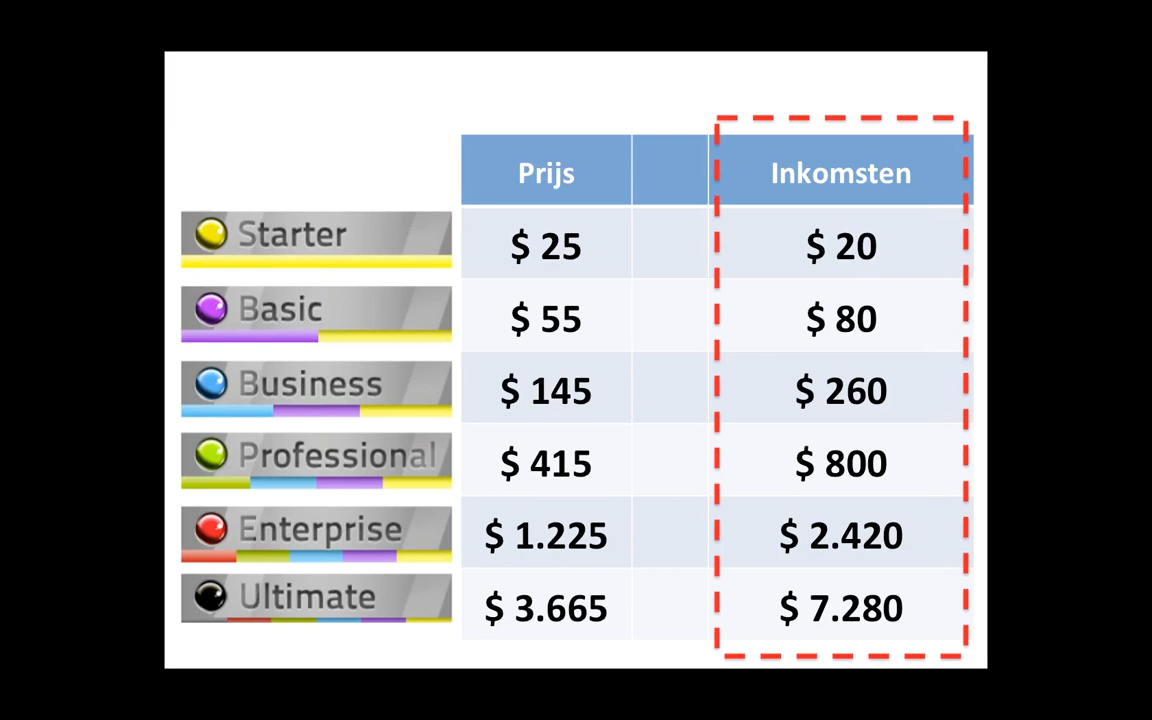 Prijs Inkomsten
Starter $ 25 $ 20
Basic $ 55 $ 80
Business $ 145 $ 260
Professional $ 415 $ 800
Enterprise $ 1.225 $ 2.420
Ultimate $ 3.665 $ 7.280